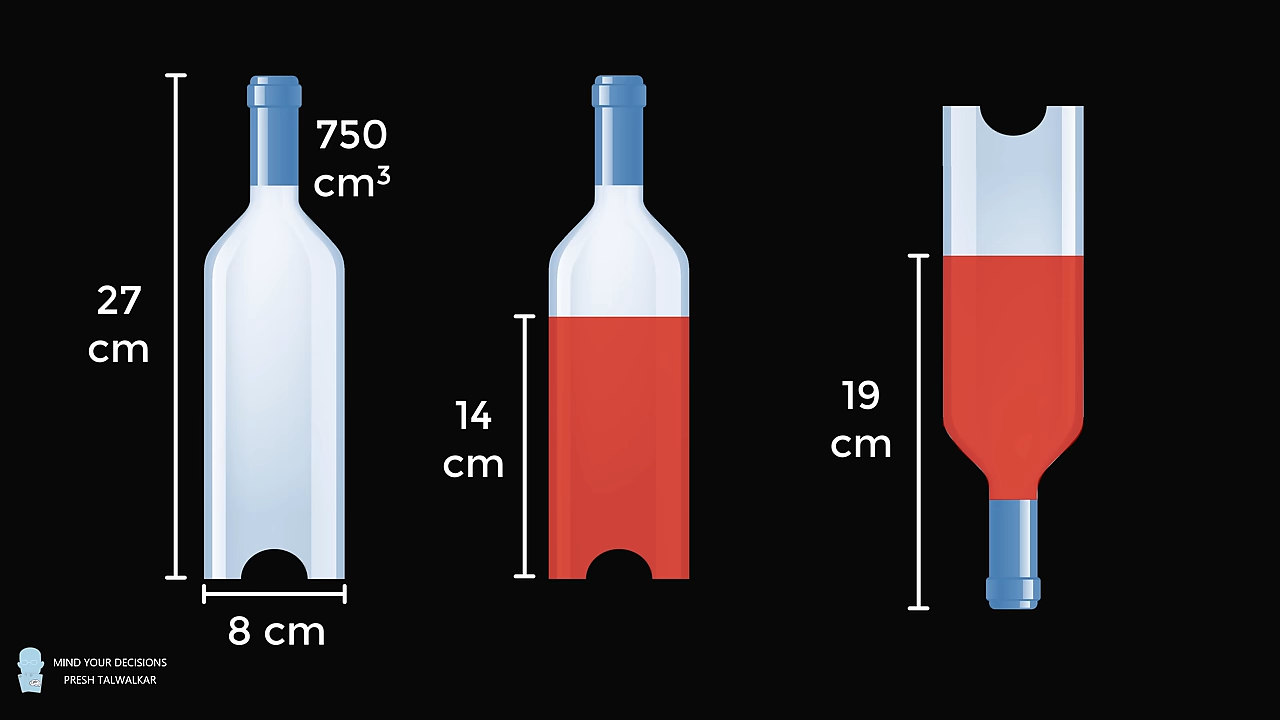 750
cm³
27
cm
8 cm
14
cm
19
cm
MIND YOUR DECISIONS
PRESH TALWALKAR